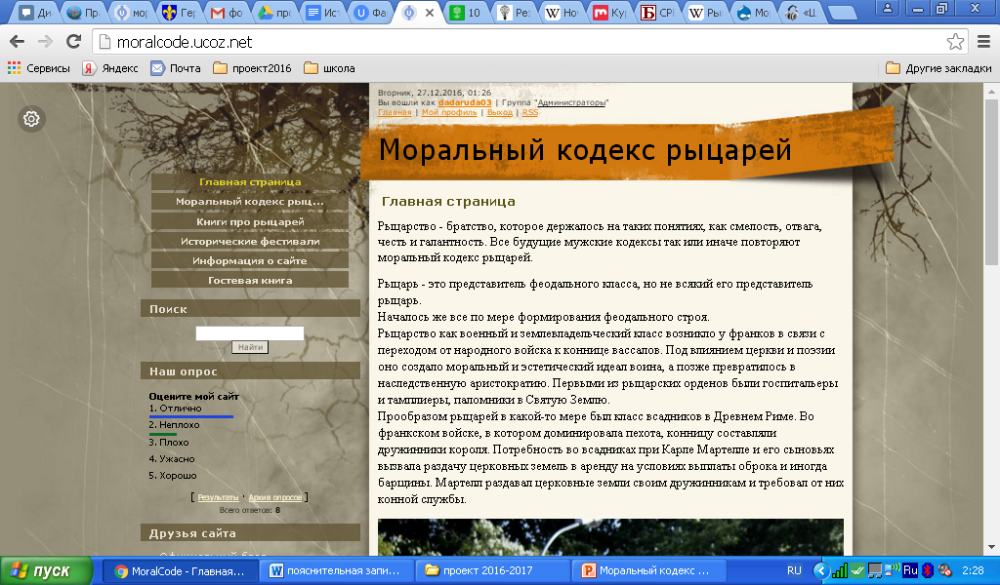 Ди
Пр
мор
Гер
фо
про
Ист
Фа
10
Рез
Но
Кур
СРІ
Ры
Мо
«Ц
moralcode.ucoz.net
Сервисы
Яндекс
Почта
проект2016
школа
Другие закладки
Вторник, 27.12.2016, 01:26
Вы вошли как dadaruda03 | Группа "Администраторы"
Главная | Мой профиль | Выход | RSS
Моральный кодекс рыцарей
Главная страница
Моральный кодекс рыц...
Книги про рыцарей
Исторические фестивали
Информация о сайте
Гостевая книга
Поиск
Найти
Наш опрос
Оцените мой сайт
1. Отлично
2. Неплохо
3. Плохо
4. Ужасно
5. Хорошо
[ Результаты · Архив опросов ]
Всего ответов: 8
Друзья сайта
Официальный блог
Главная страница
Рыцарство - братство, которое держалось на таких понятиях, как смелость, отвага,
честь и галантность. Все будущие мужские кодексы так или иначе повторяют
моральный кодекс рыцарей.
Рыцарь - это представитель феодального класса, но не всякий его представитель
рыцарь.
Началось же все по мере формирования феодального строя.
Рыцарство как военный и землевладельческий класс возникло у франков в связи с
переходом от народного войска к коннице вассалов. Под влиянием церкви и поэзии
оно создало моральный и эстетический идеал воина, а позже превратилось в
наследственную аристократию. Первыми из рыцарских орденов были госпитальеры
и тамплиеры, паломники в Святую Землю.
Прообразом рыцарей в какой-то мере был класс всадников в Древнем Риме. Во
франкском войске, в котором доминировала пехота, конницу составляли
дружинники короля. Потребность во всадниках при Карле Мартелле и его сыновьях
вызвала раздачу церковных земель в аренду на условиях выплаты оброка и иногда
барщины. Мартелл раздавал церковные земли своим дружинникам и требовал от них
конной службы.
пуск
MoralCode - Главная...
пояснительная запи...
проект 2016-2017
Моральный кодекс ...
RU
Ru
2:28